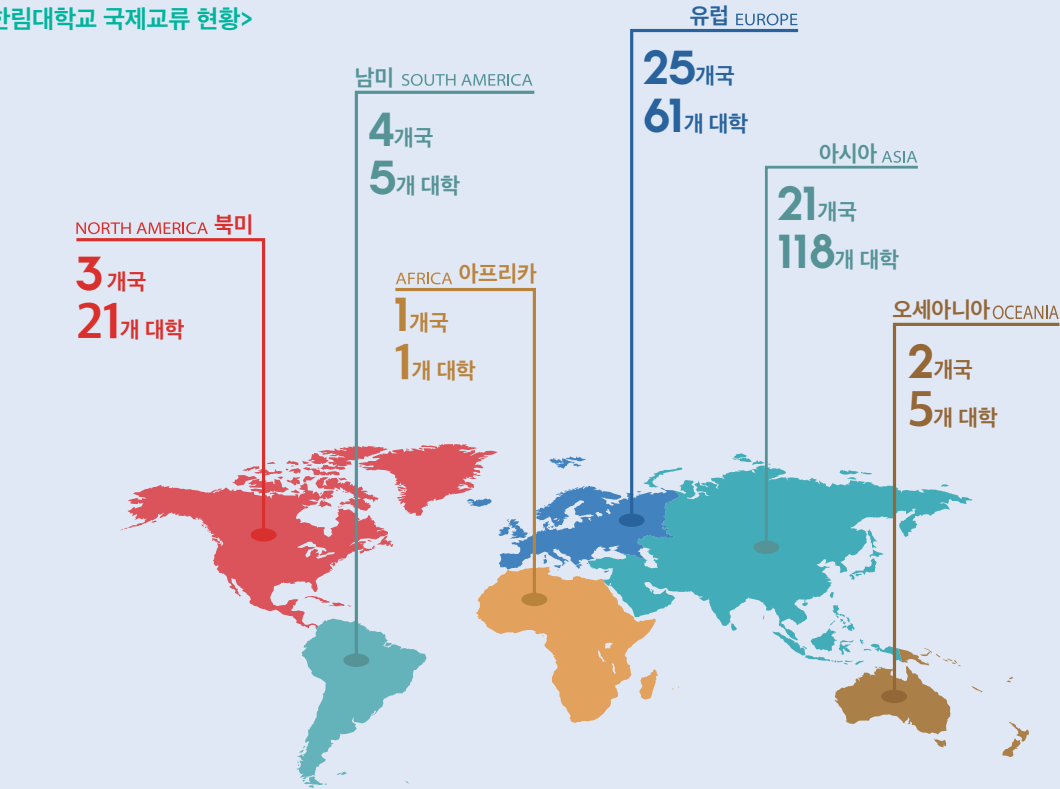 한림대학교 국제교류 현황>
유럽 EUROPE
25개국
61개 대학
남미 SOUTH AMERICA
4개국
5개 대학
아시아 ASIA
21개국
118개 대학
NORTH AMERICA 북미
3 개국
21개 대학
AFRICA 아프리카
1개국
1개 대학
오세아니아 OCEANIA
2개국
5개 대학